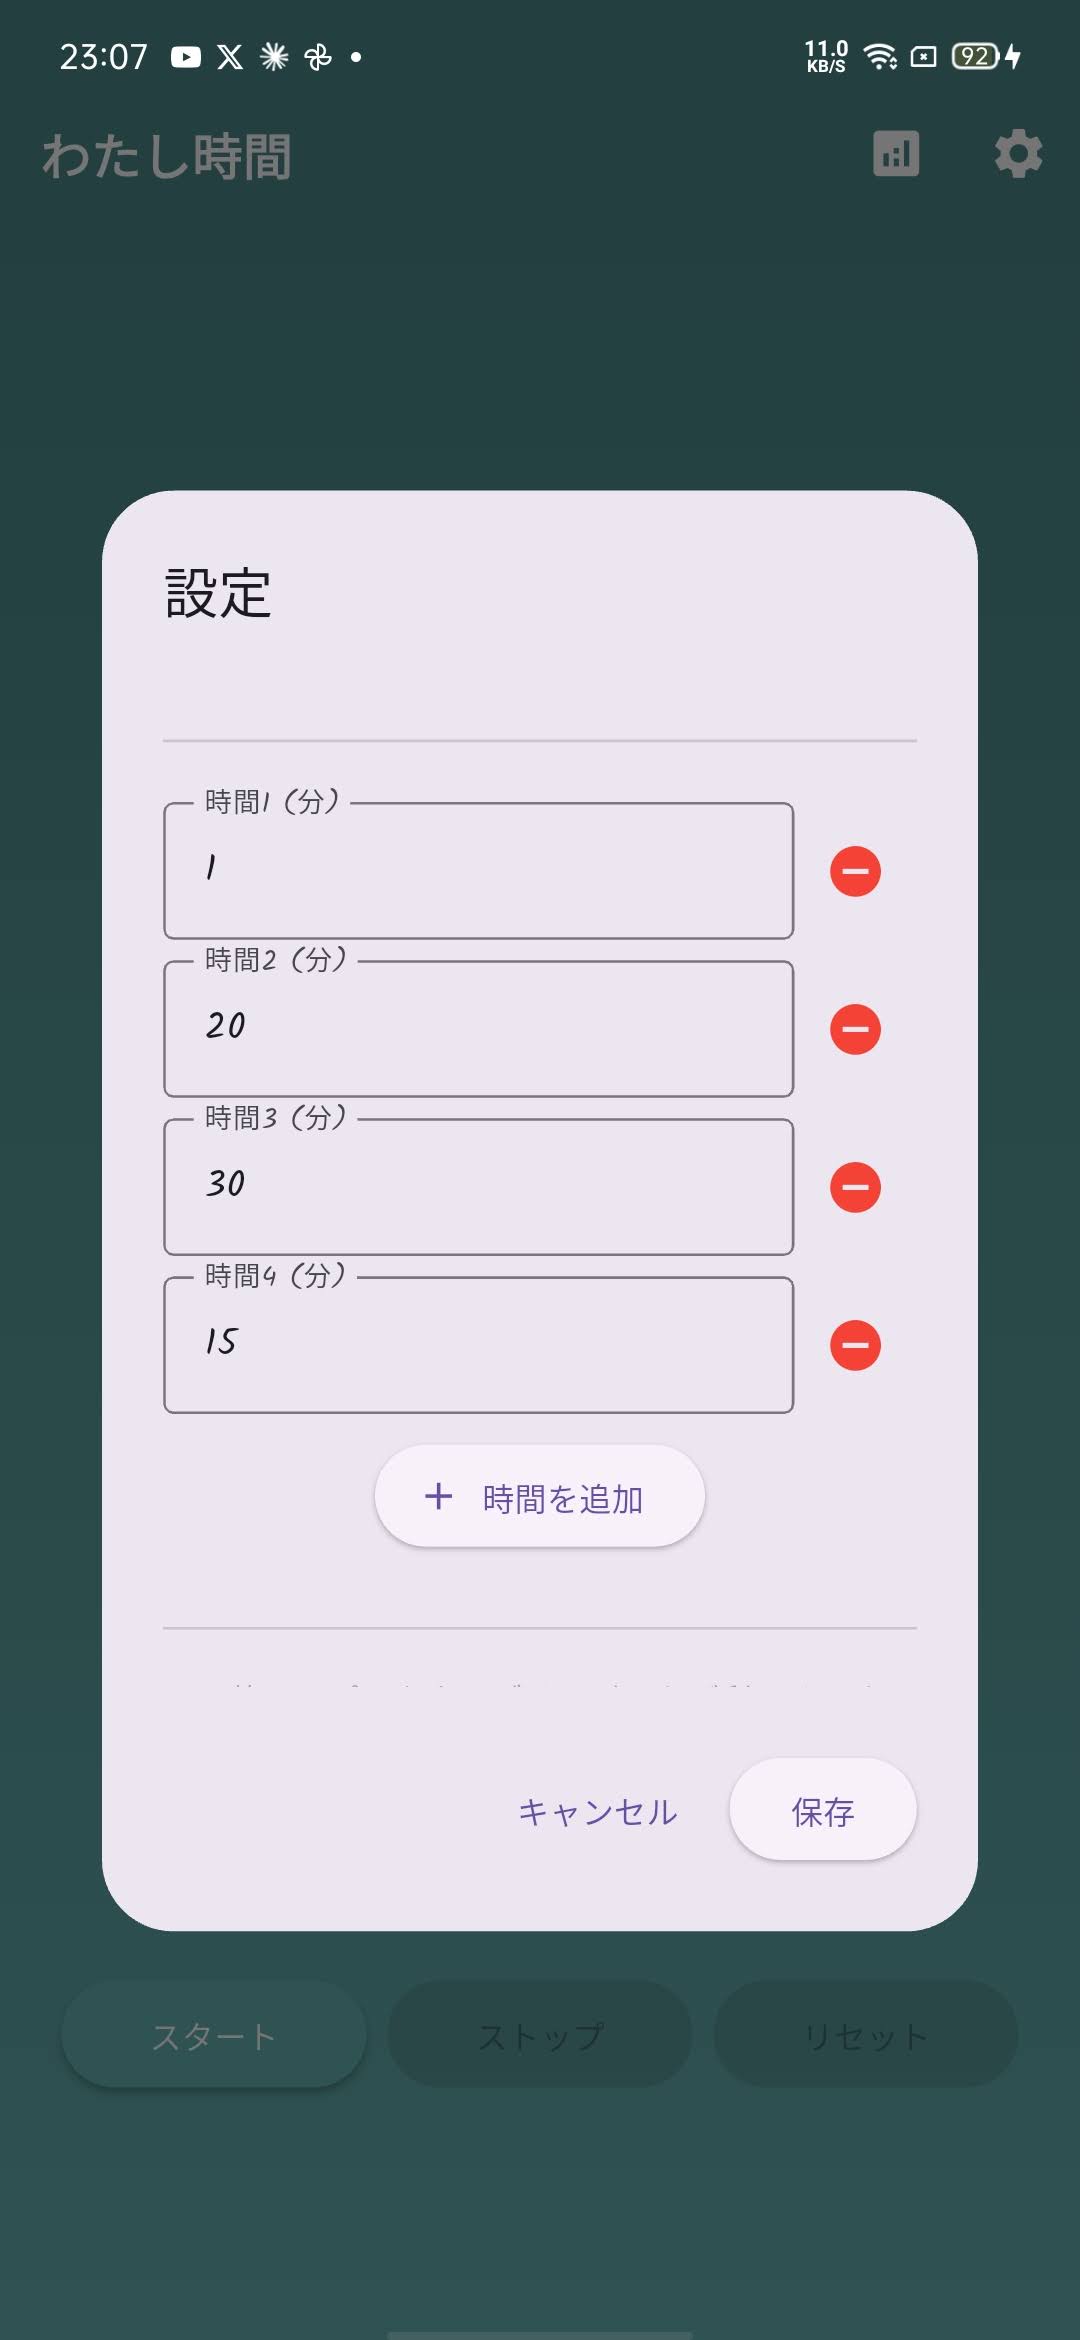 23:07
11.0
KB/S
92
わたし時間
設定
時間1 (分)
1
時間2 (分)
20
時間3 (分)
30
時間4 (分)
15
+ 時間を追加
キャンセル
保存
スタート
ストップ
リセット